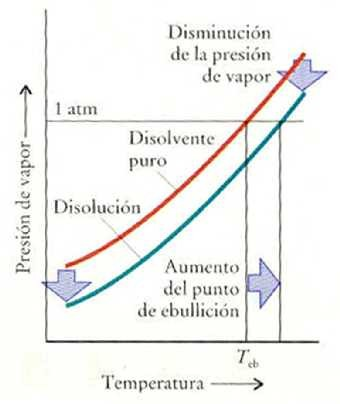 Disminución
de la presión
de vapor
1 atm
Disolvente
puro
Disolución
Presión de vapor
Aumento
del punto
de ebullición
Teb
Temperatura